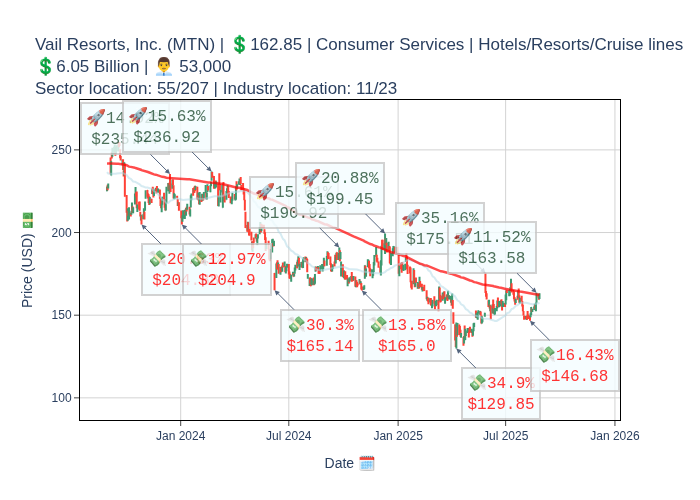 Vail Resorts, Inc. (MTN) | 💲162.85 | Consumer Services | Hotels/Resorts/Cruise lines
💲6.05 Billion | 👨‍💼 53,000
Sector location: 55/207 | Industry location: 11/23
🚀15.63%
$236.92
250
🚀20.88%
$199.45
$190.92
🚀35.16%
200
🚀11.52%
$163.58
💸12.97%
$204.9
150
💸30.3%
$165.14
💸13.58%
$165.0
💸16.43%
$146.68
💸34.9%
$129.85
100
Price (USD) 💵
Jan 2024
Jul 2024
Jan 2025
Jul 2025
Jan 2026
Date 🗓️